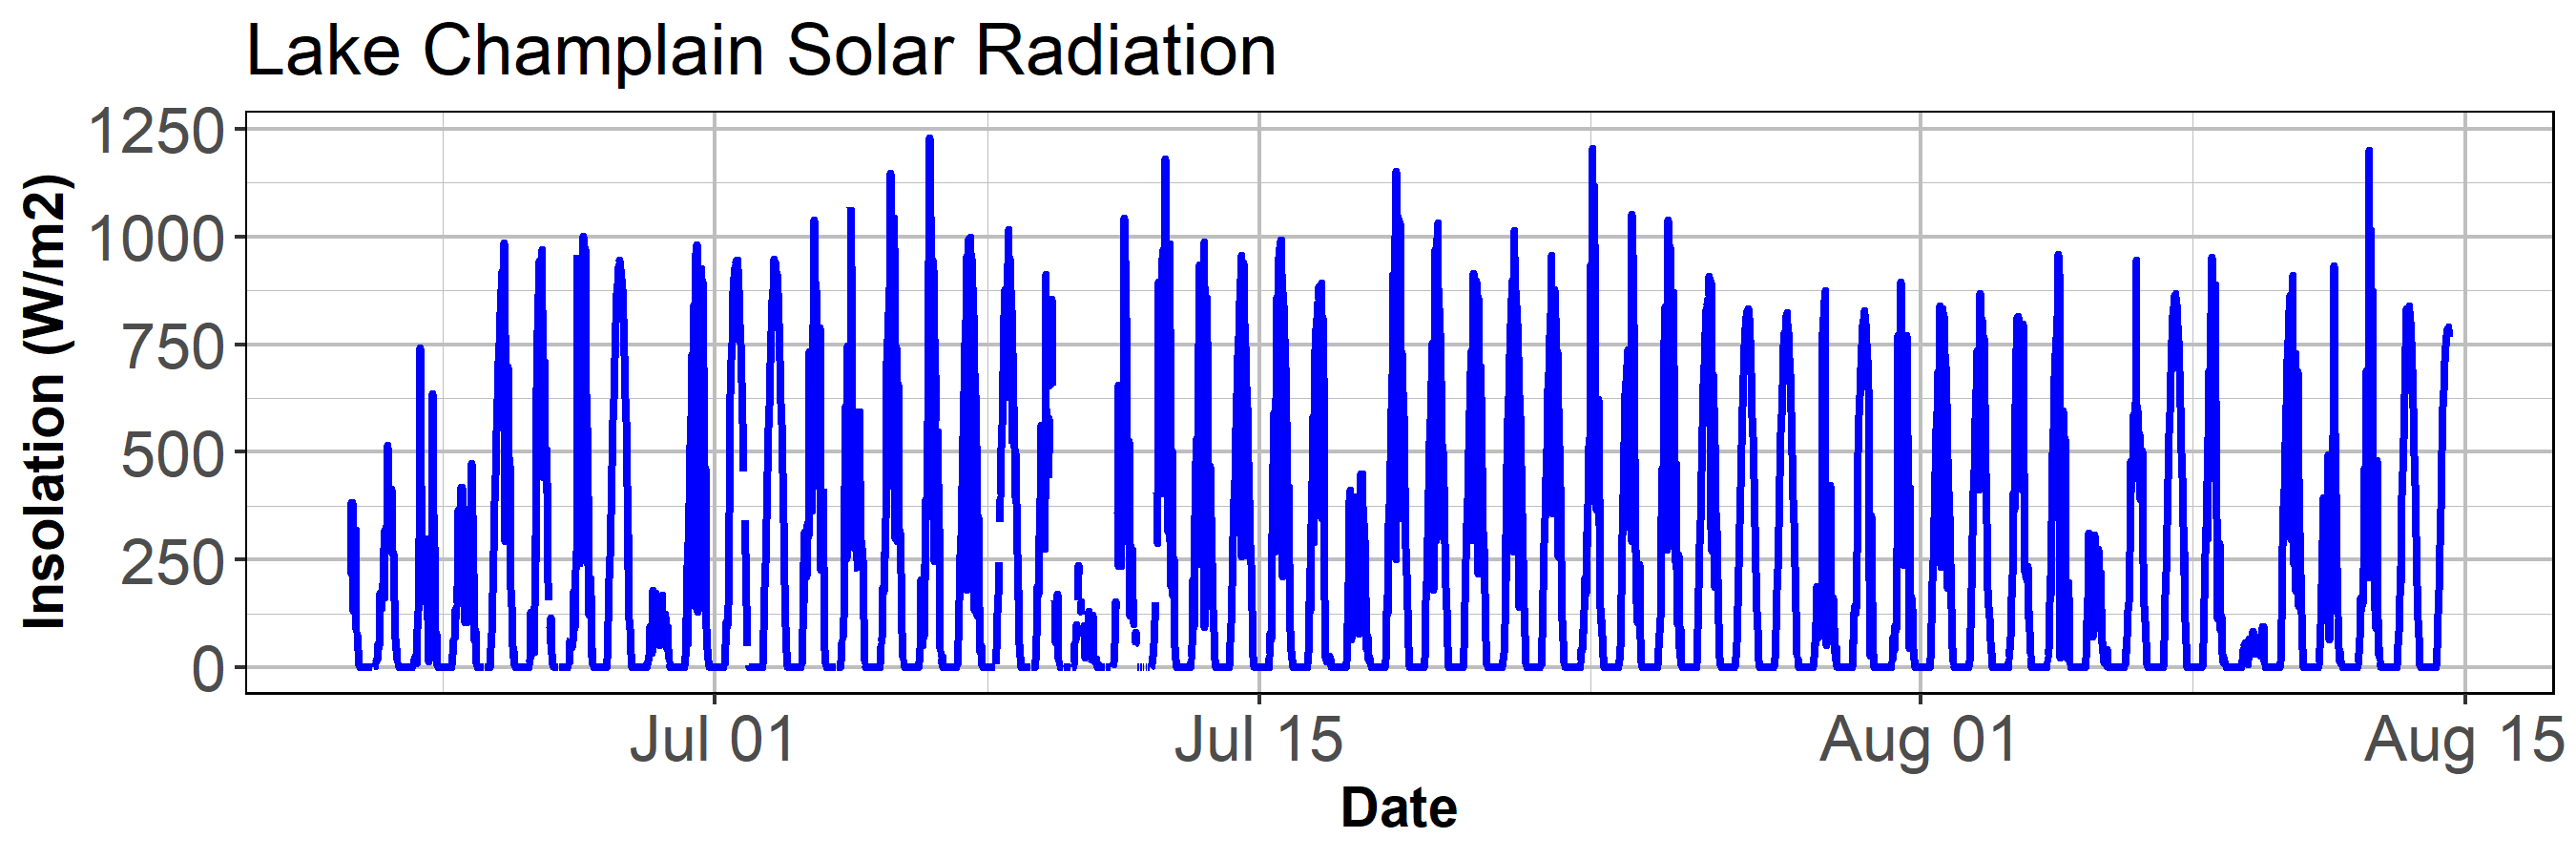 Lake Champlain Solar Radiation
1250
1000
750
500
250
0
Insolation (W/m2)
Jul 01
Jul 15
Aug 01
Aug 15
Date